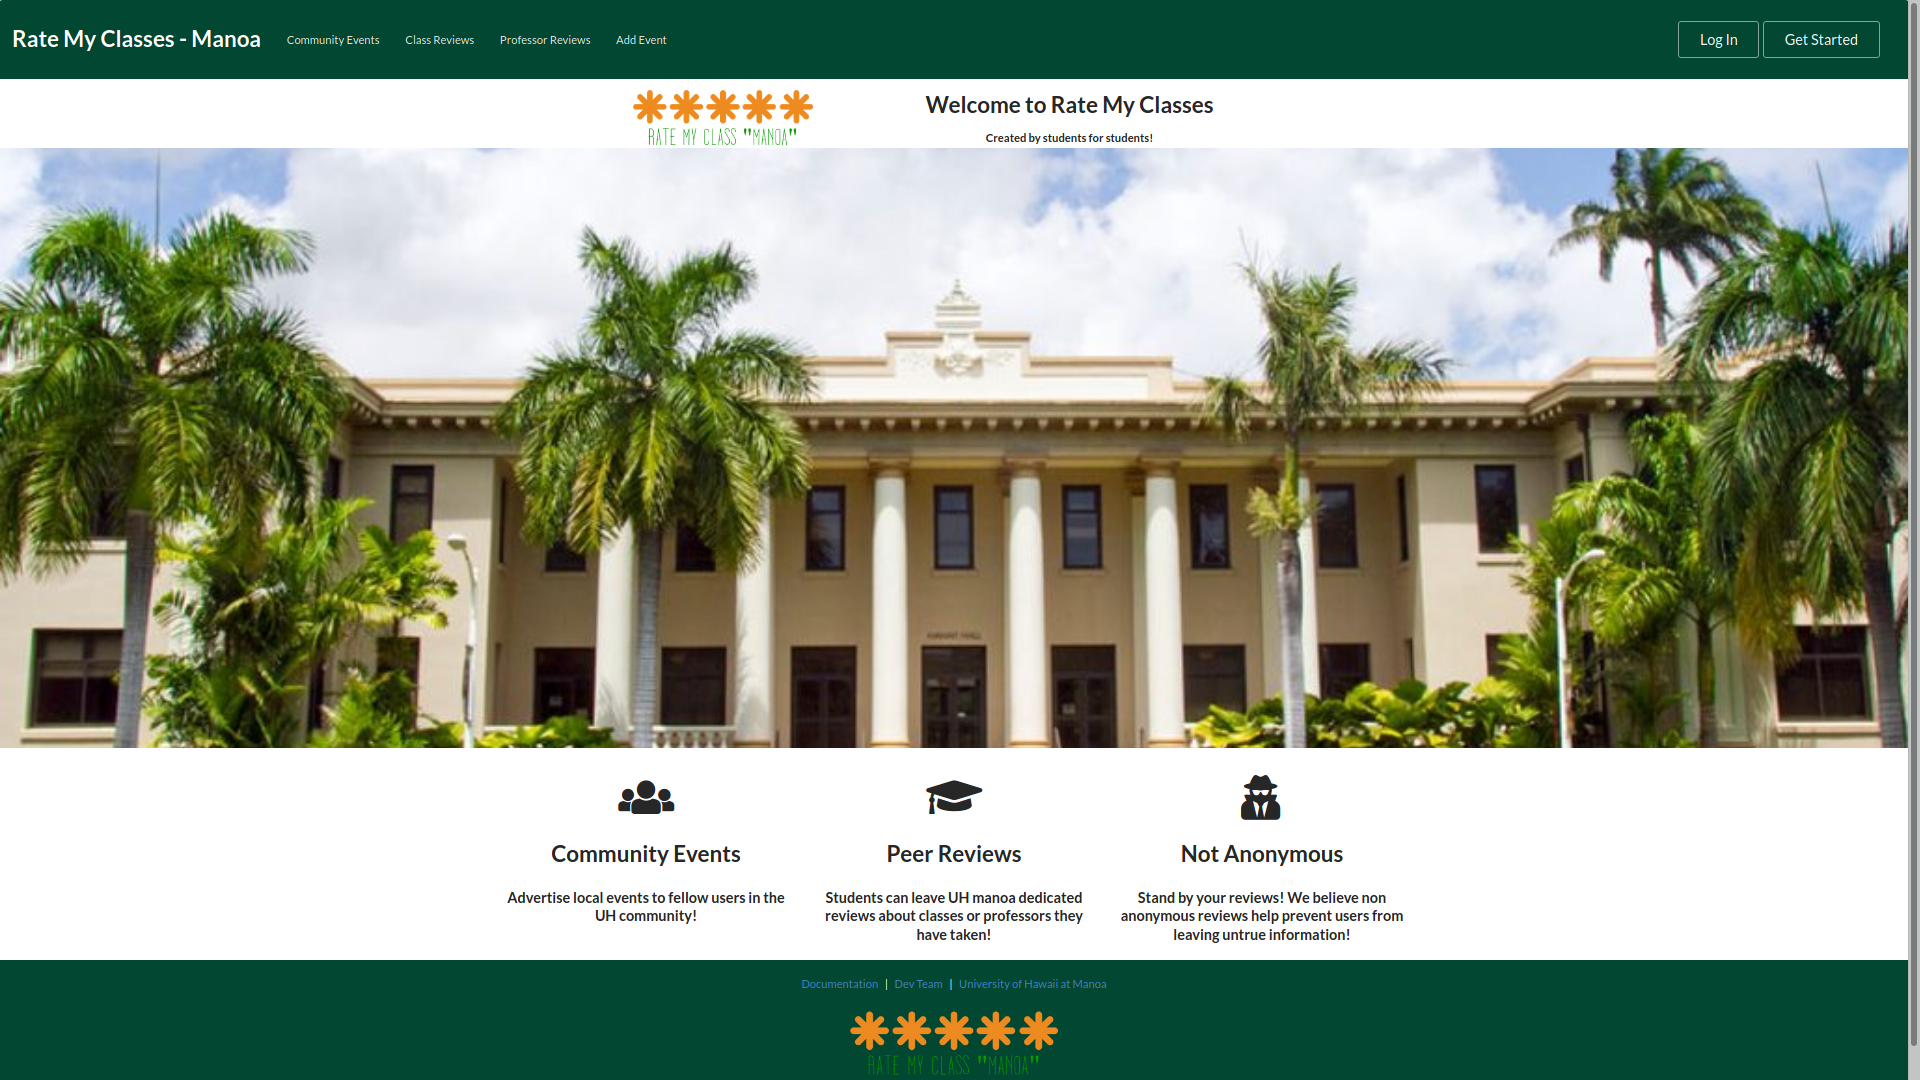 Rate My Classes - Manoa
Community Events
Class Reviews
Professor Reviews
Add Event
Log In
Get Started
RATE MY CLASS "MANOA"
Welcome to Rate My Classes
Created by students for students!
HAWAII HALL
Community Events
Advertise local events to fellow users in the
UH community!
Peer Reviews
Students can leave UH manoa dedicated
reviews about classes or professors they
have taken!
Not Anonymous
Stand by your reviews! We believe non
anonymous reviews help prevent users from
leaving untrue information!
Documentation | Dev Team | University of Hawaii at Manoa
RATE MY CLASS "MANOA"